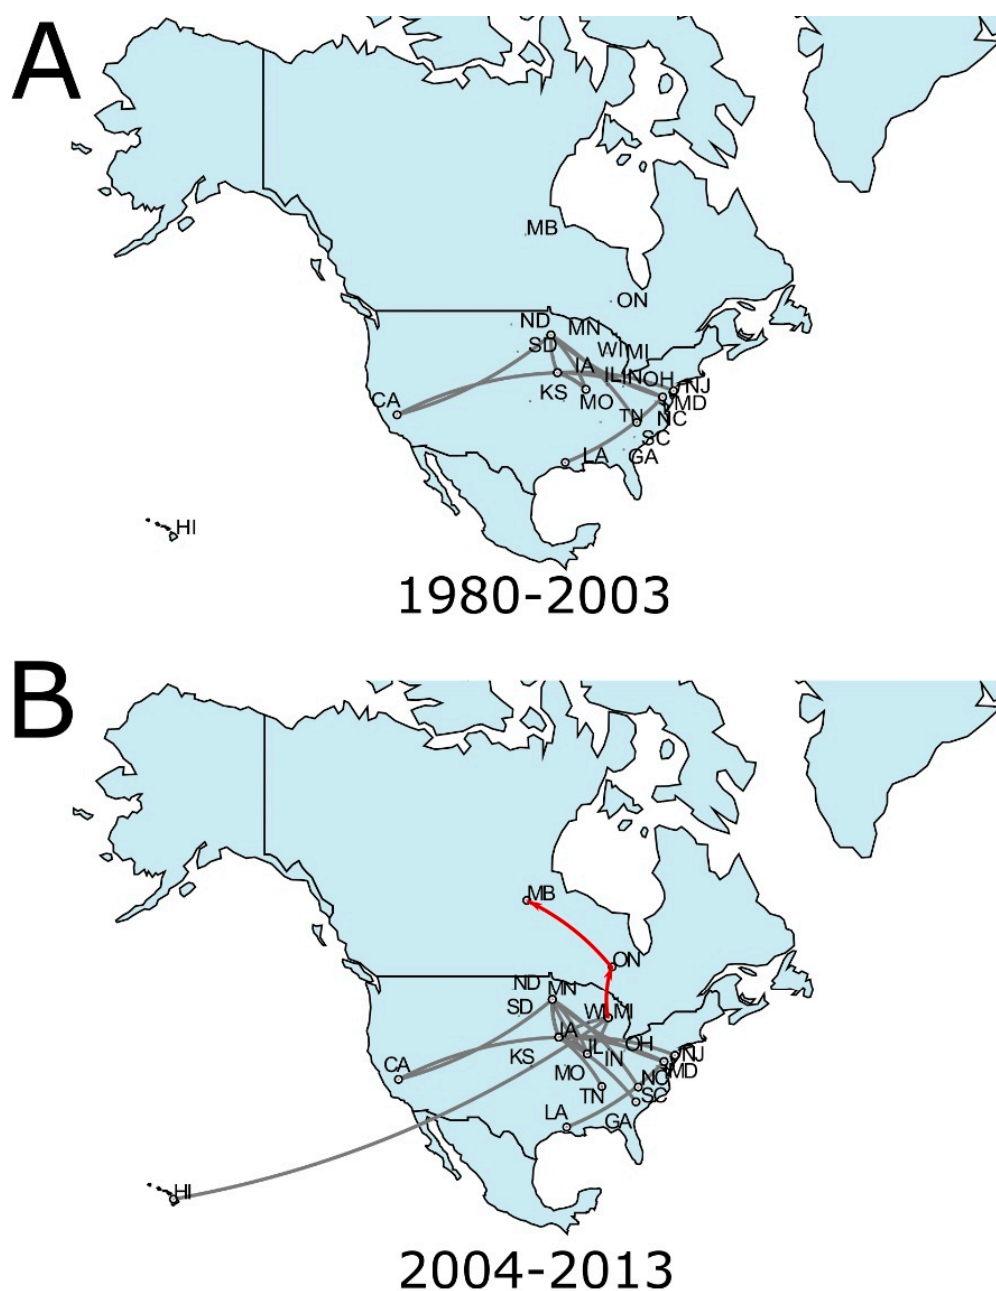 A
MB
ON
ND
MN
SD
WI
MI
IA
IL
IN
OH
KS
NJ
MO
MD
CA
TN
NC
SC
LA
GA
HI
1980-2003
B
MB
ON
ND
MN
SD
WI
MI
IA
OH
KS
IL
IN
NJ
CA
MO
MD
TN
NC
SC
LA
GA
HI
2004-2013